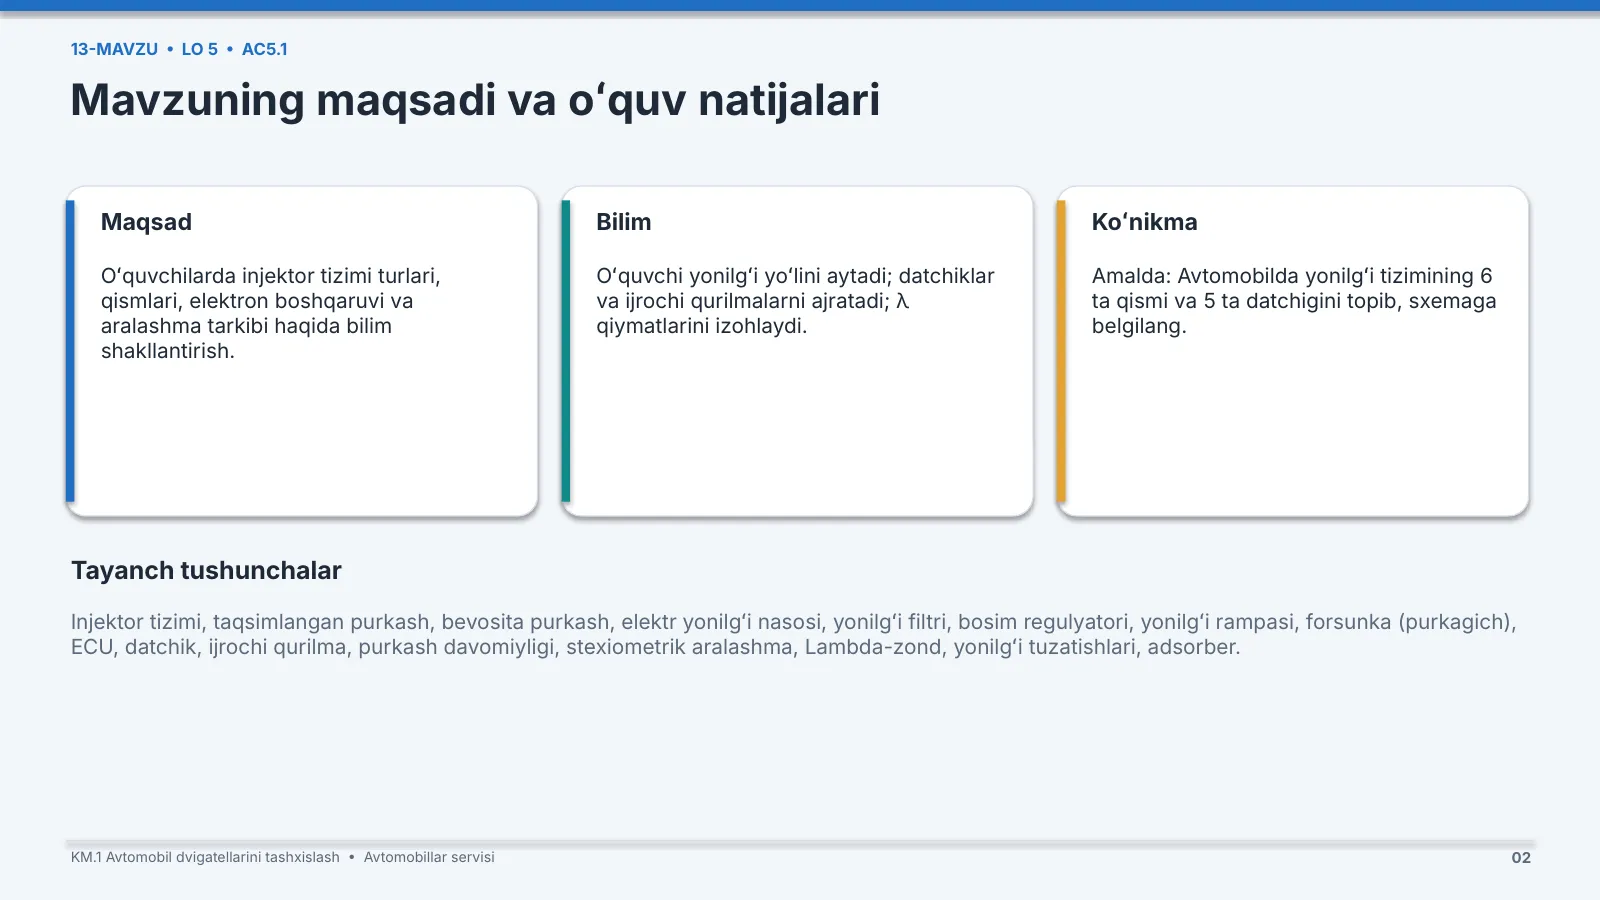 13-MAVZU • LO 5 • AC5.1
Mavzuning maqsadi va oʻquv natijalari
Maqsad
Oʻquvchilarda injektor tizimi turlari,
qismlari, elektron boshqaruvi va
aralashma tarkibi haqida bilim
shakllantirish.
Bilim
Oʻquvchi yonilgʻi yoʻlini aytadi; datchiklar
va ijrochi qurilmalarni ajratadi; λ
qiymatlarini izohlaydi.
Koʻnikma
Amalda: Avtomobilda yonilgʻi tizimining 6
ta qismi va 5 ta datchigini topib, sxemaga
belgilang.
Tayanch tushunchalar
Injektor tizimi, taqsimlangan purkash, bevosita purkash, elektr yonilgʻi nasosi, yonilgʻi filtri, bosim regulyatori, yonilgʻi rampasi, forsunka (purkagich),
ECU, datchik, ijrochi qurilma, purkash davomiyligi, stexiometrik aralashma, Lambda-zond, yonilgʻi tuzatishlari, adsorber.
KM.1 Avtomobil dvigatellarini tashxislash • Avtomobillar servisi
02